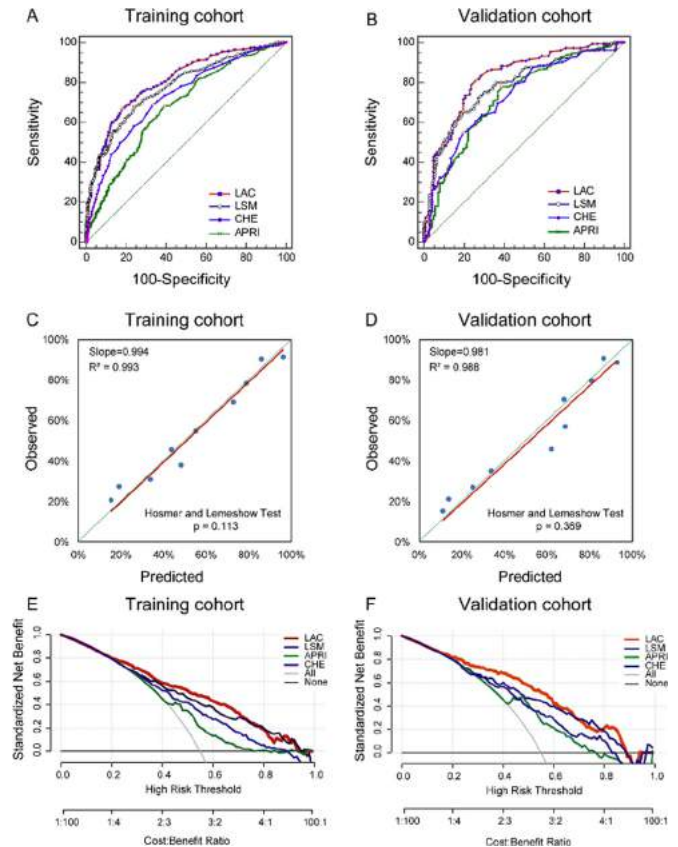 A Training cohort
Sensitivity
100
80
60
40
20
0
LAC
LSM
CHE
APRI
0 20 40 60 80 100
100-Specificity
B Validation cohort
Sensitivity
100
80
60
40
20
0
LAC
LSM
CHE
APRI
0 20 40 60 80 100
100-Specificity
C Training cohort
Observed
100%
80%
60%
40%
20%
0%
Slope=0.994
R² = 0.993
Hosmer and Lemeshow Test
p = 0.113
20% 40% 60% 80% 100%
Predicted
D Validation cohort
Observed
100%
80%
60%
40%
20%
0%
Slope=0.981
R² = 0.988
Hosmer and Lemeshow Test
p = 0.369
20% 40% 60% 80% 100%
Predicted
E Training cohort
Standardized Net Benefit
1.0
0.8
0.6
0.4
0.2
0.0
LAC
LSM
APRI
CHE
All
None
0.0 0.2 0.4 0.6 0.8 1.0
High Risk Threshold
1:100 1:4 2:3 3:2 4:1 100:1
Cost:Benefit Ratio
F Validation cohort
Standardized Net Benefit
1.0
0.8
0.6
0.4
0.2
0.0
LAC
LSM
APRI
CHE
All
None
0.0 0.2 0.4 0.6 0.8 1.0
High Risk Threshold
1:100 1:4 2:3 3:2 4:1 100:1
Cost:Benefit Ratio